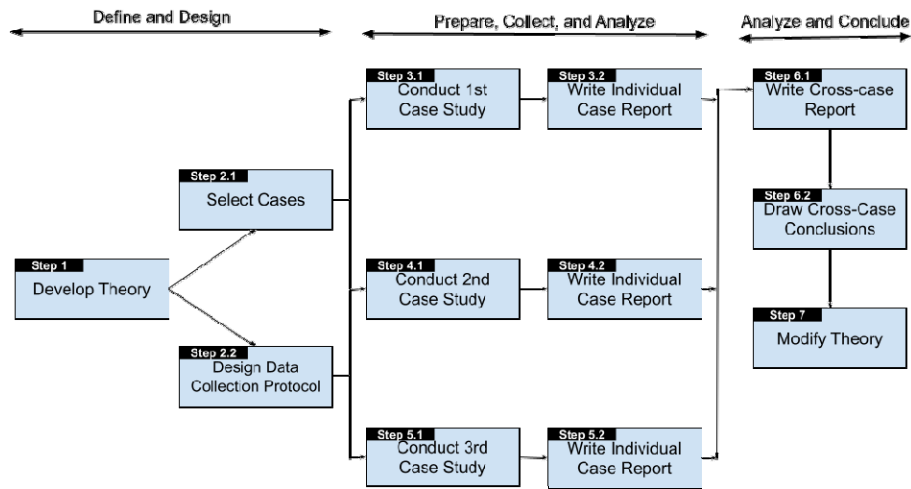 Define and Design
Prepare, Collect, and Analyze
Analyze and Conclude
Step 1
Develop Theory
Step 2.1
Select Cases
Step 2.2
Design Data
Collection Protocol
Step 3.1
Conduct 1st
Case Study
Step 3.2
Write Individual
Case Report
Step 4.1
Conduct 2nd
Case Study
Step 4.2
Write Individual
Case Report
Step 5.1
Conduct 3rd
Case Study
Step 5.2
Write Individual
Case Report
Step 6.1
Write Cross-case
Report
Step 6.2
Draw Cross-Case
Conclusions
Step 7
Modify Theory